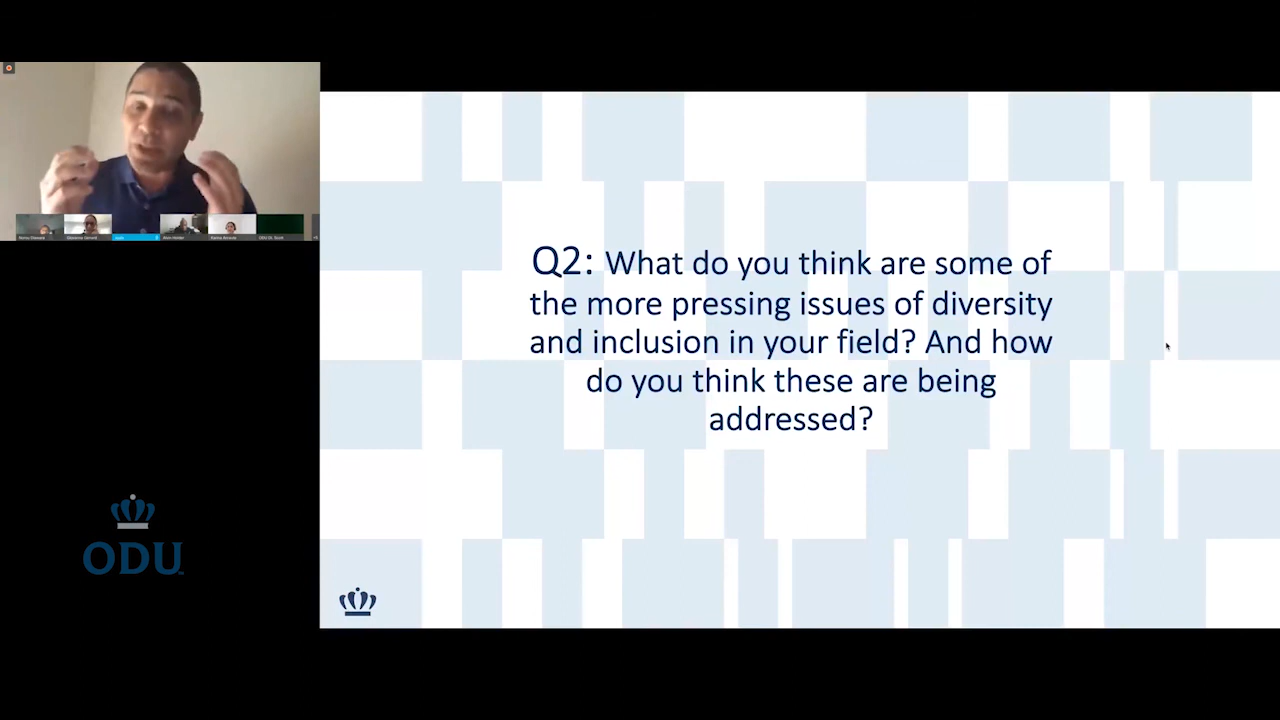 Q2: What do you think are some of
the more pressing issues of diversity
and inclusion in your field? And how
do you think these are being
addressed?
ODU